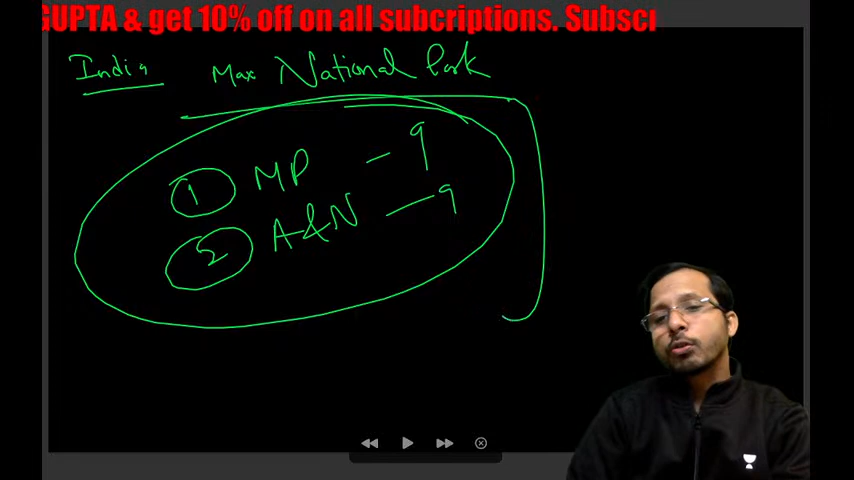 GUPTA & get 10% off on all subcriptions. Subsc
India Max National Park
1 MP - 9
2 A&N - 9